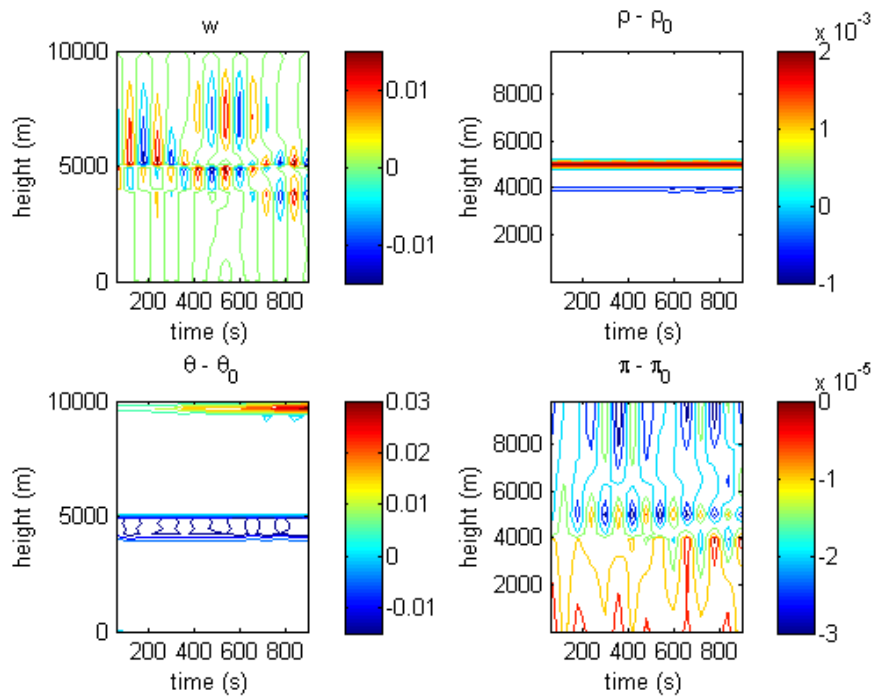 w
10000
5000
0
height (m)
200 400 600 800
time (s)
0.01
0
-0.01
ρ - ρ₀
8000
6000
4000
2000
height (m)
200 400 600 800
time (s)
x 10⁻³
2
1
0
-1
θ - θ₀
10000
5000
0
height (m)
200 400 600 800
time (s)
0.03
0.02
0.01
0
-0.01
π - π₀
8000
6000
4000
2000
height (m)
200 400 600 800
time (s)
x 10⁻⁵
0
-1
-2
-3